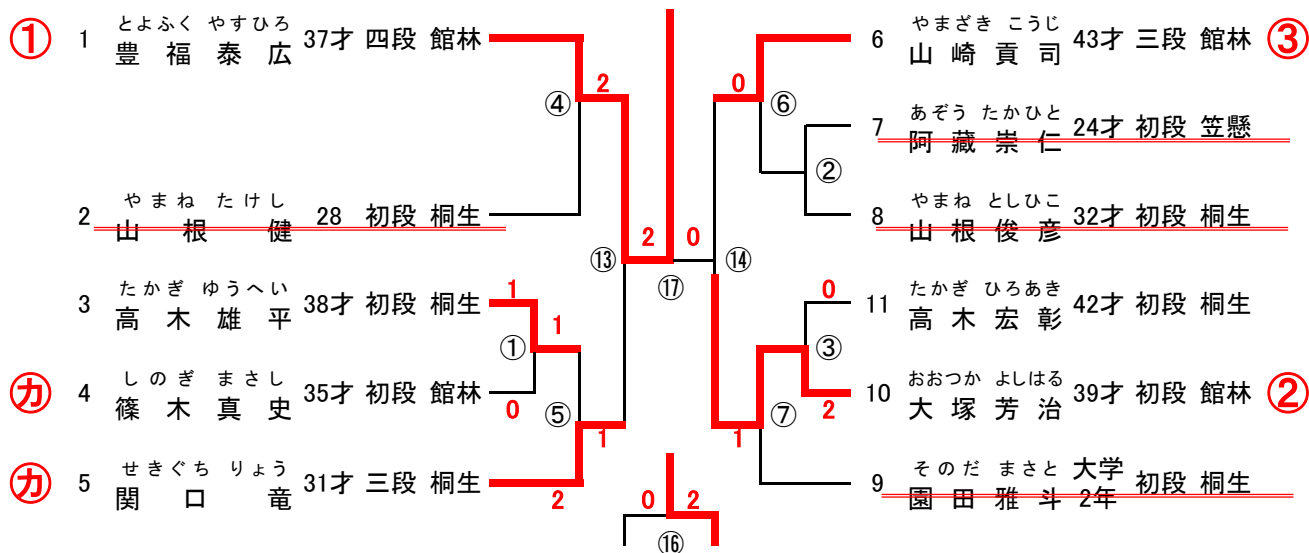 ① 1 とよふく やすひろ 37才 四段 館林
豊福泰広
2 やまね たけし 28 初段 桐生
山根健
3 たかぎ ゆうへい 38才 初段 桐生
高木雄平
カ 4 しのぎ まさし 35才 初段 館林
篠木真史
カ 5 せきぐち りょう 31才 三段 桐生
関口竜
2
④
1
1
①
0
⑤
1
2
⑬
2
0
⑰
0
2
⑯
0
⑥
②
⑭
0
③
2
⑦
1
6 やまざき こうじ 43才 三段 館林 ③
山崎貢司
7 あぞう たかひと 24才 初段 笠懸
阿藏崇仁
8 やまね としひこ 32才 初段 桐生
山根俊彦
11 たかぎ ひろあき 42才 初段 桐生
高木宏彰
10 おおつか よしはる 39才 初段 館林 ②
大塚芳治
9 そのだ まさと 大学2年 初段 桐生
園田雅斗